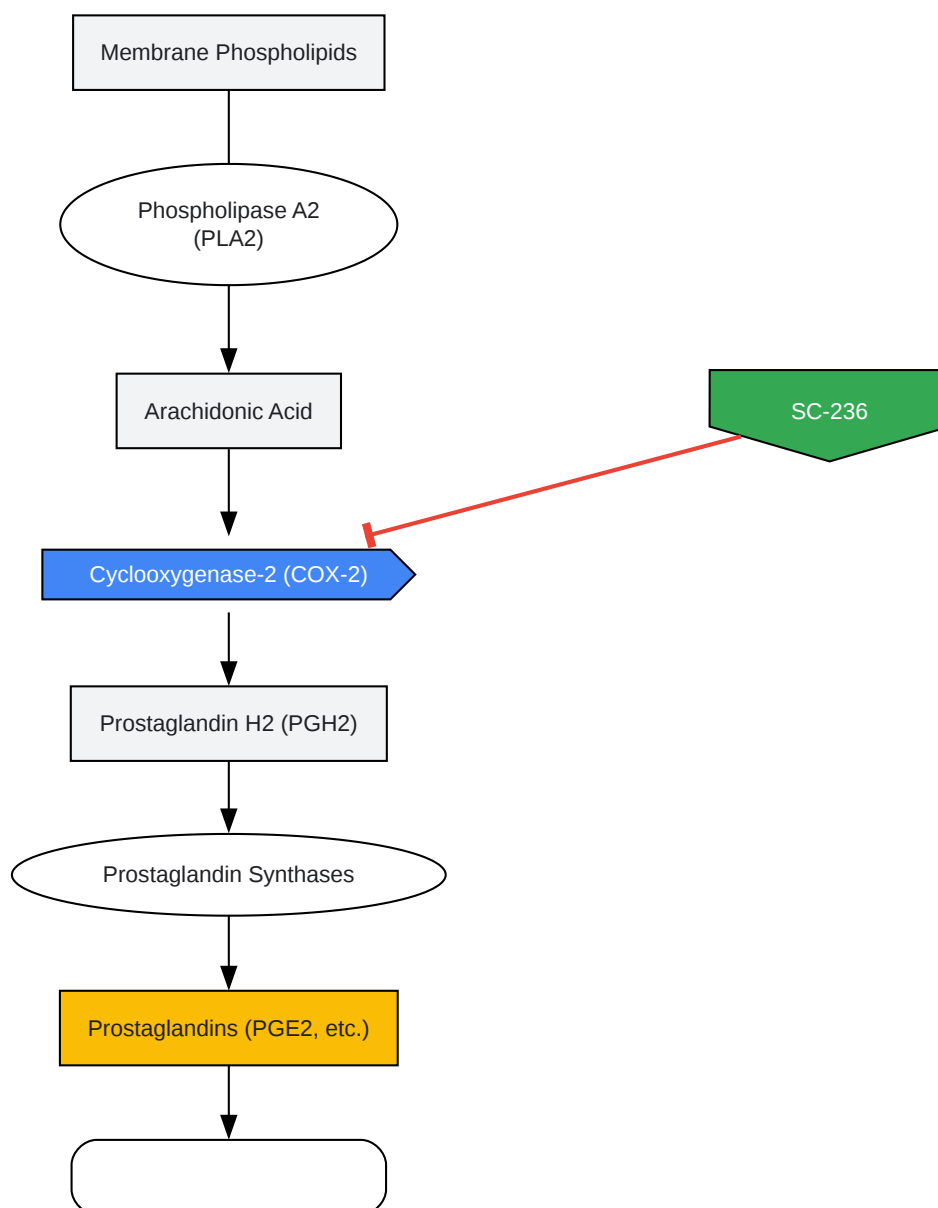 Membrane Phospholipids
Phospholipase A2
(PLA2)
Arachidonic Acid
SC-236
Cyclooxygenase-2 (COX-2)
Prostaglandin H2 (PGH2)
Prostaglandin Synthases
Prostaglandins (PGE2, etc.)